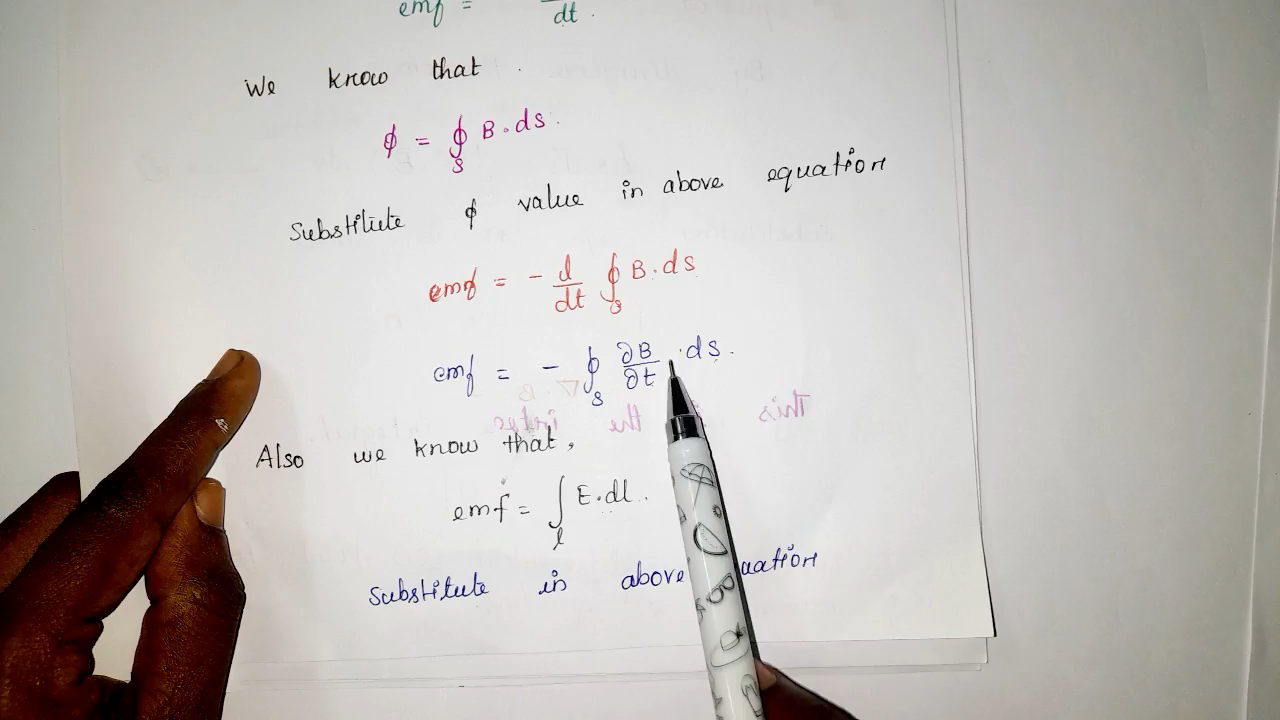 emf = dt .
We know that .
ϕ = ∮S B . ds .
Substitute ϕ value in above equation
emf = - d/dt ∮S B . ds
emf = - ∮S ∂B/∂t . ds .
Also we know that ,
emf = ∫l E . dl .
Substitute in above